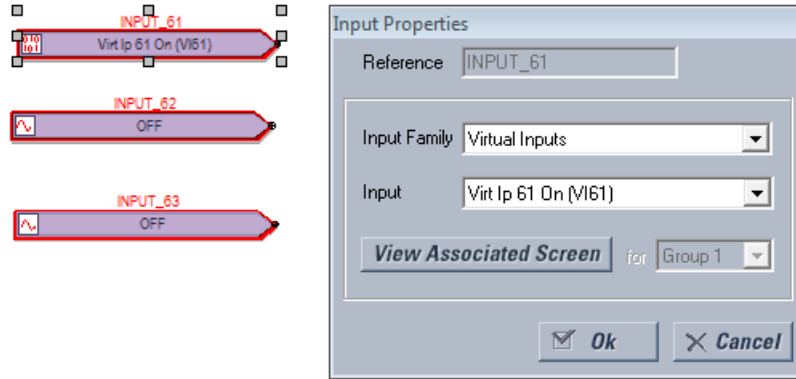 INPUT_61
Virt Ip 61 On (VI61)
INPUT_62
OFF
INPUT_63
OFF
Input Properties
Reference INPUT_61
Input Family Virtual Inputs
Input Virt Ip 61 On (VI61)
View Associated Screen for Group 1
Ok Cancel